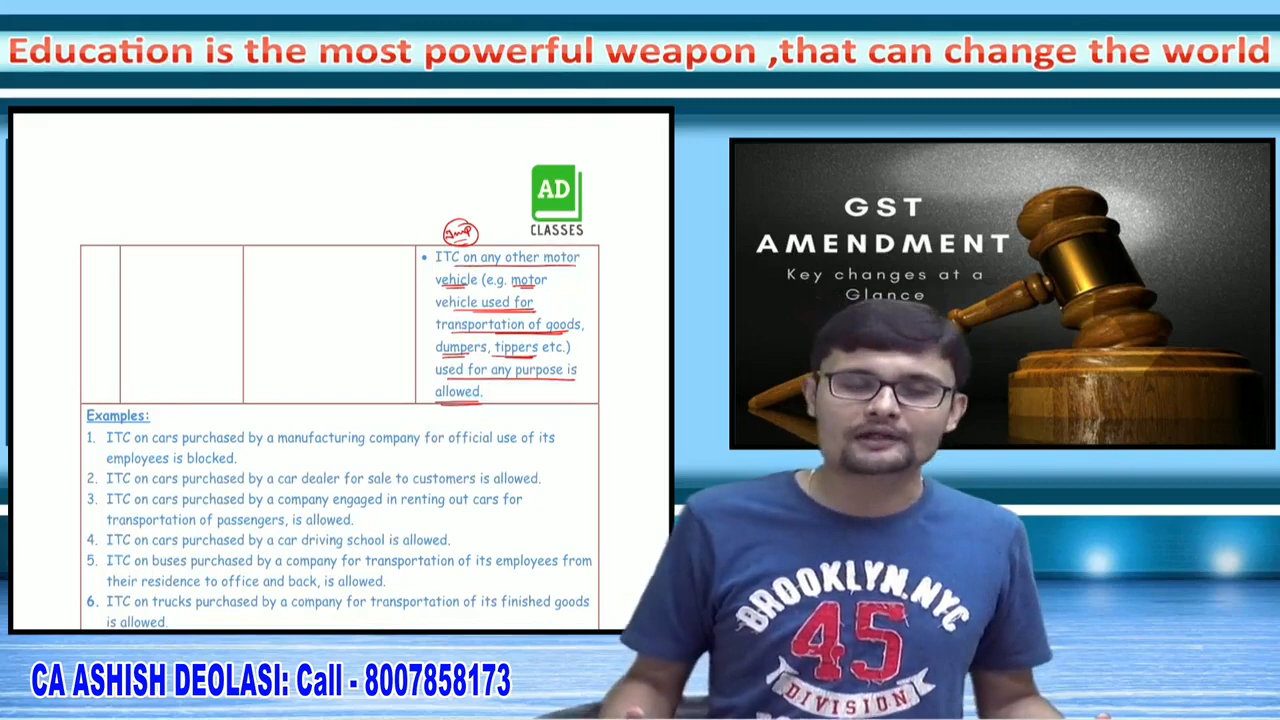 Education is the most powerful weapon ,that can change the world
AD
CLASSES
Imp
• ITC on any other motor
vehicle (e.g. motor
vehicle used for
transportation of goods,
dumpers, tippers etc.)
used for any purpose is
allowed.
Examples:
1. ITC on cars purchased by a manufacturing company for official use of its
employees is blocked.
2. ITC on cars purchased by a car dealer for sale to customers is allowed.
3. ITC on cars purchased by a company engaged in renting out cars for
transportation of passengers, is allowed.
4. ITC on cars purchased by a car driving school is allowed.
5. ITC on buses purchased by a company for transportation of its employees from
their residence to office and back, is allowed.
6. ITC on trucks purchased by a company for transportation of its finished goods
is allowed.
GST
AMENDMENT
Key changes at a
Glance
BROOKLYN.NYC
45
DIVISION
CA ASHISH DEOLASI: Call - 8007858173